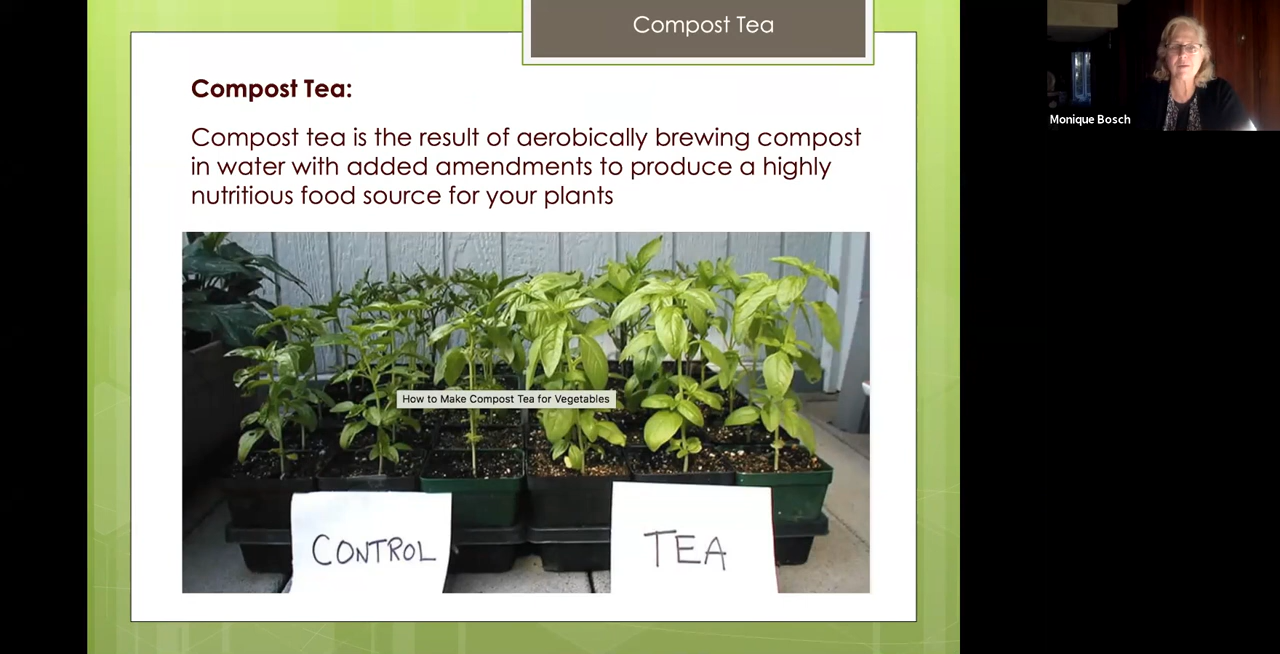 Compost Tea
Monique Bosch
Compost Tea:
Compost tea is the result of aerobically brewing compost
in water with added amendments to produce a highly
nutritious food source for your plants
How to Make Compost Tea for Vegetables
CONTROL
TEA